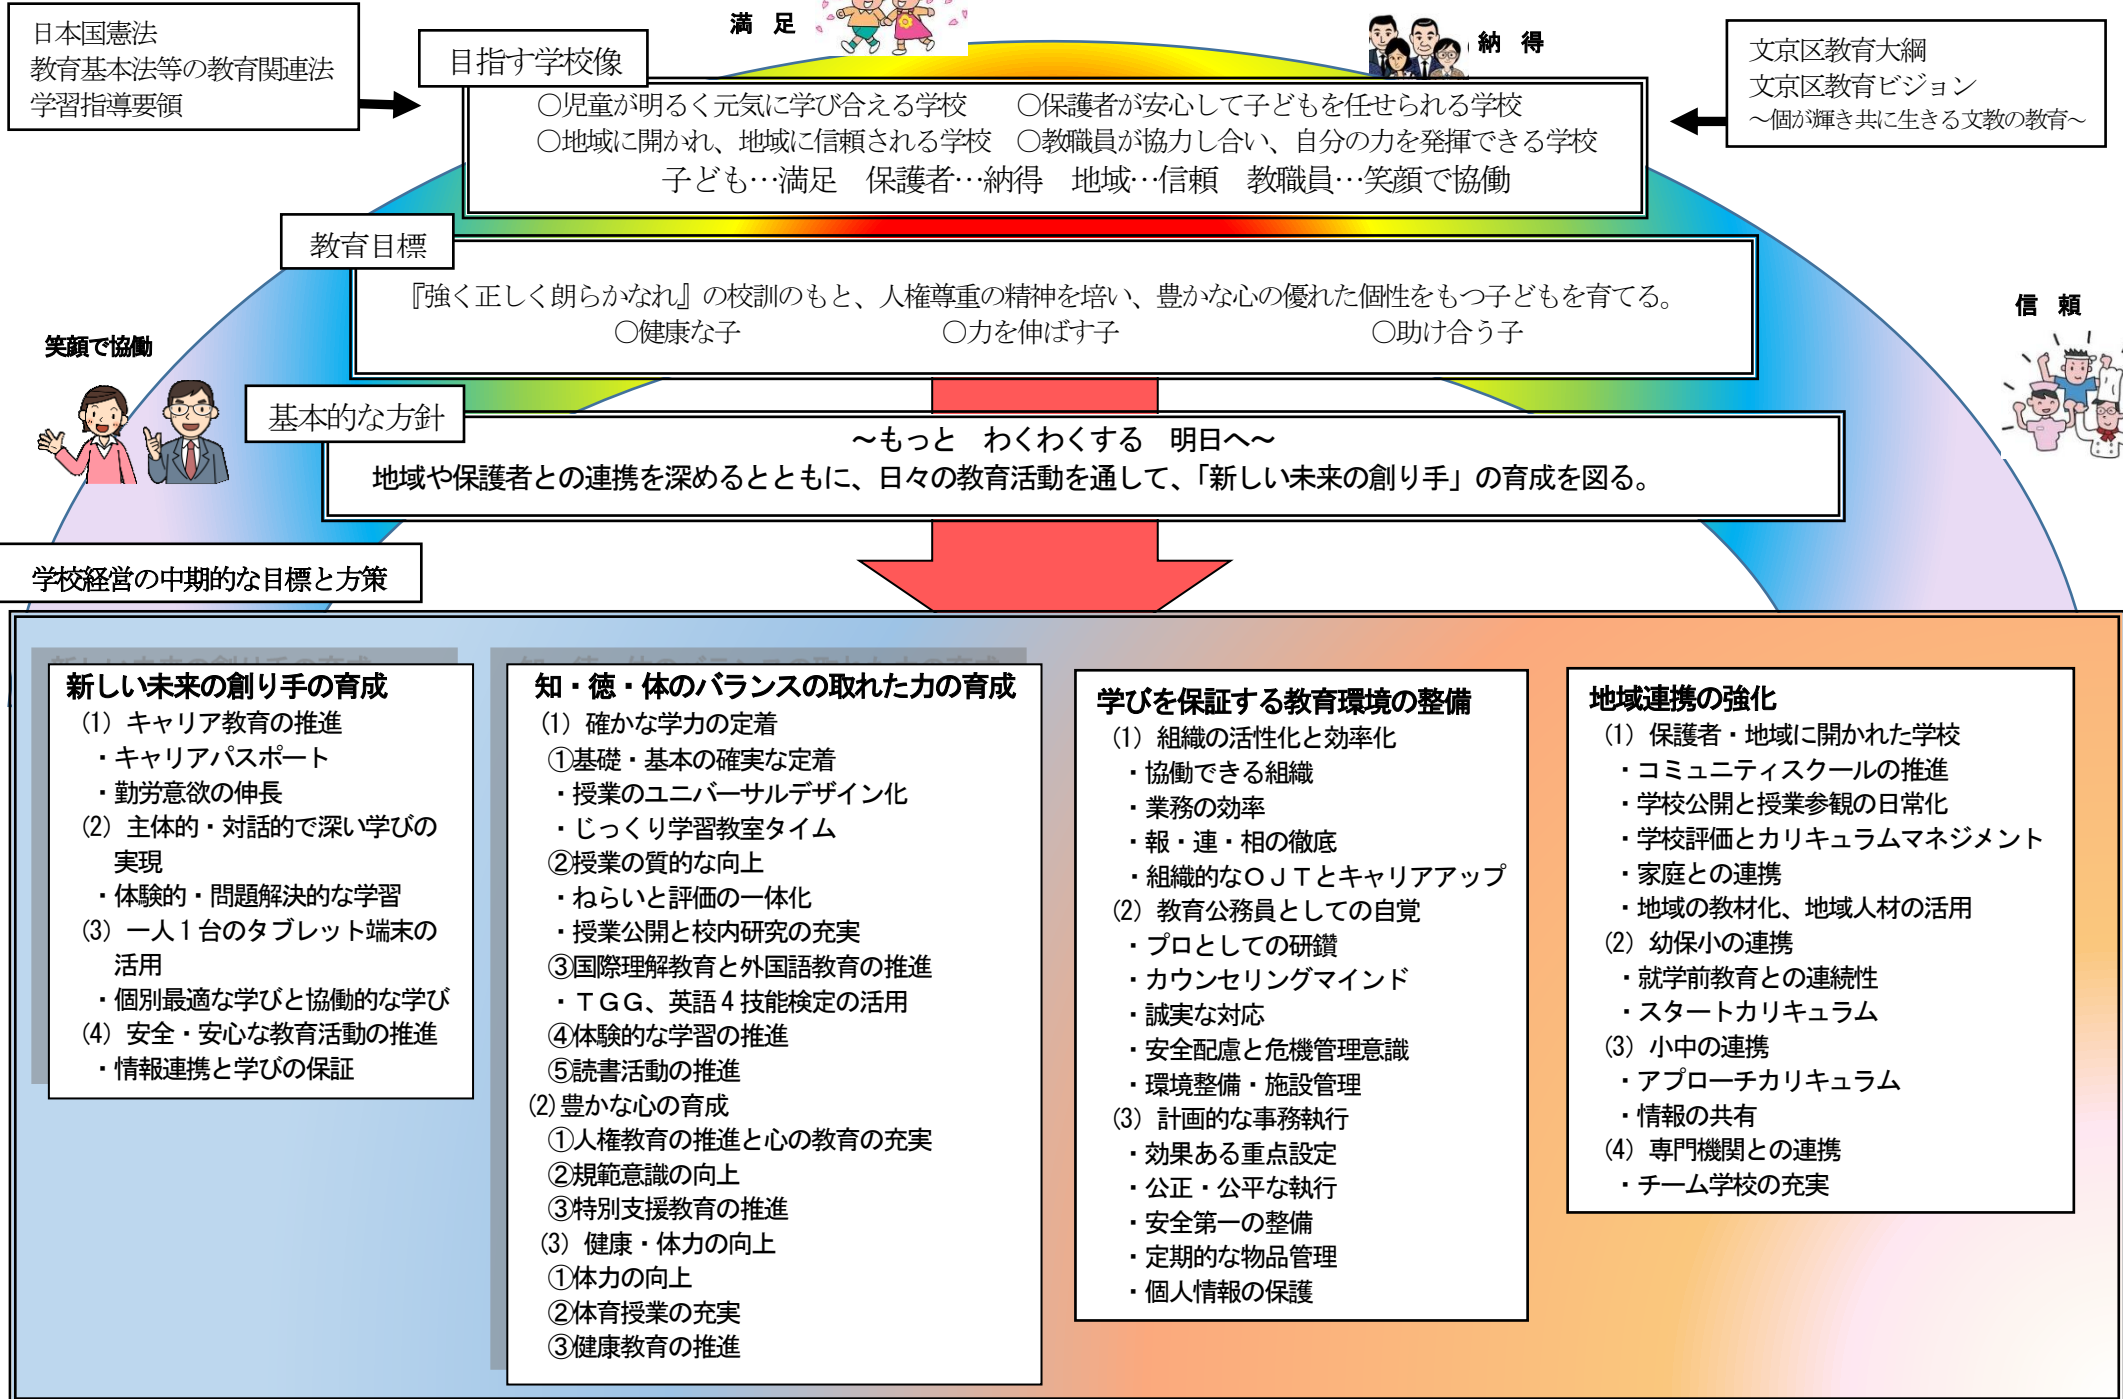 日本国憲法
教育基本法等の教育関連法
学習指導要領
満　足
納　得
文京区教育大綱
文京区教育ビジョン
～個が輝き共に生きる文教の教育～
目指す学校像
○児童が明るく元気に学び合える学校　○保護者が安心して子どもを任せられる学校
○地域に開かれ、地域に信頼される学校　○教職員が協力し合い、自分の力を発揮できる学校
子ども…満足　保護者…納得　地域…信頼　教職員…笑顔で協働
教育目標
『強く正しく朗らかなれ』の校訓のもと、人権尊重の精神を培い、豊かな心の優れた個性をもつ子どもを育てる。
○健康な子　○力を伸ばす子　○助け合う子
笑顔で協働
信　頼
基本的な方針
～もっと　わくわくする　明日へ～
地域や保護者との連携を深めるとともに、日々の教育活動を通して、「新しい未来の創り手」の育成を図る。
学校経営の中期的な目標と方策
新しい未来の創り手の育成
(1) キャリア教育の推進
・キャリアパスポート
・勤労意欲の伸長
(2) 主体的・対話的で深い学びの
実現
・体験的・問題解決的な学習
(3) 一人１台のタブレット端末の
活用
・個別最適な学びと協働的な学び
(4) 安全・安心な教育活動の推進
・情報連携と学びの保証
知・徳・体のバランスの取れた力の育成
(1) 確かな学力の定着
①基礎・基本の確実な定着
・授業のユニバーサルデザイン化
・じっくり学習教室タイム
②授業の質的な向上
・ねらいと評価の一体化
・授業公開と校内研究の充実
③国際理解教育と外国語教育の推進
・ＴＧＧ、英語４技能検定の活用
④体験的な学習の推進
⑤読書活動の推進
(2) 豊かな心の育成
①人権教育の推進と心の教育の充実
②規範意識の向上
③特別支援教育の推進
(3) 健康・体力の向上
①体力の向上
②体育授業の充実
③健康教育の推進
学びを保証する教育環境の整備
(1) 組織の活性化と効率化
・協働できる組織
・業務の効率
・報・連・相の徹底
・組織的なＯＪＴとキャリアアップ
(2) 教育公務員としての自覚
・プロとしての研鑽
・カウンセリングマインド
・誠実な対応
・安全配慮と危機管理意識
・環境整備・施設管理
(3) 計画的な事務執行
・効果ある重点設定
・公正・公平な執行
・安全第一の整備
・定期的な物品管理
・個人情報の保護
地域連携の強化
(1) 保護者・地域に開かれた学校
・コミュニティスクールの推進
・学校公開と授業参観の日常化
・学校評価とカリキュラムマネジメント
・家庭との連携
・地域の教材化、地域人材の活用
(2) 幼保小の連携
・就学前教育との連続性
・スタートカリキュラム
(3) 小中の連携
・アプローチカリキュラム
・情報の共有
(4) 専門機関との連携
・チーム学校の充実